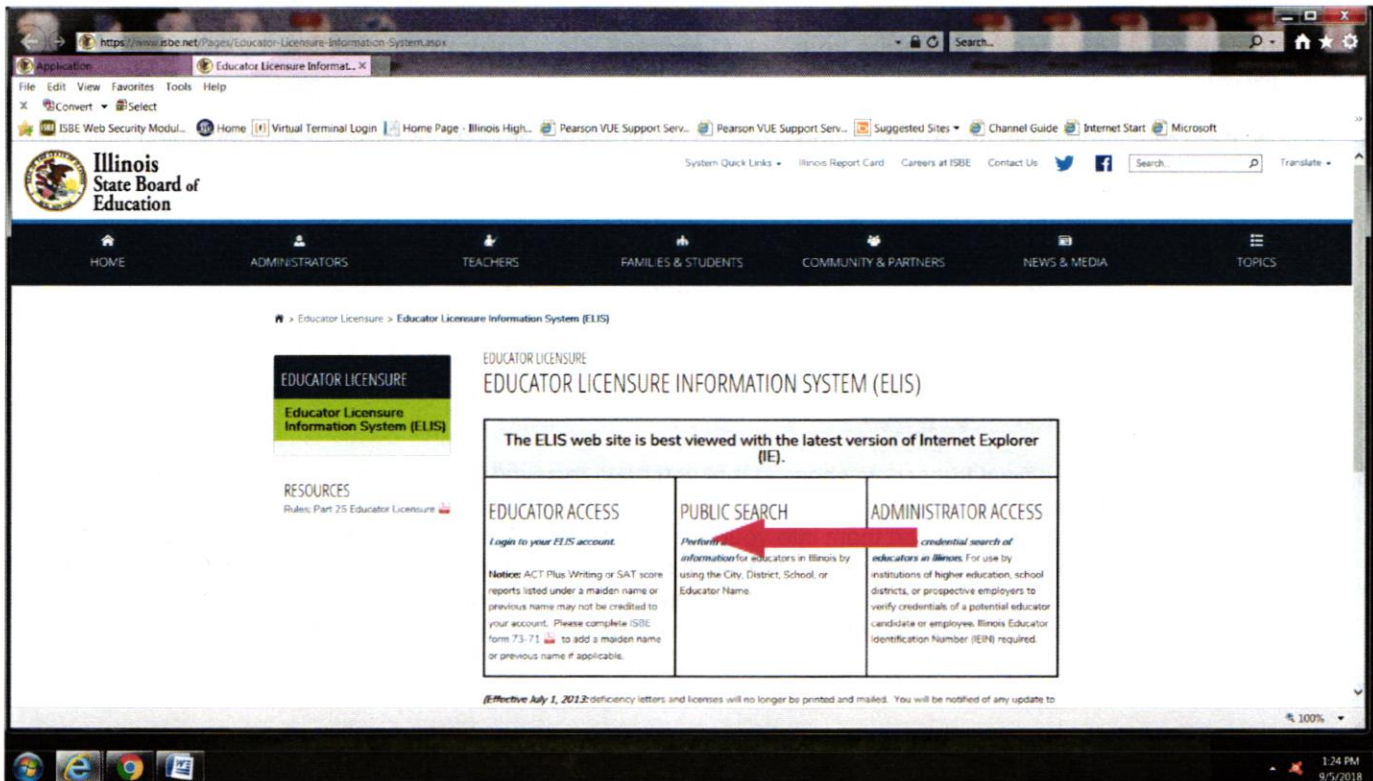 https://www.isbe.net/Pages/Educator-Licensure-Information-System.aspx
Search...
Application
Educator Licensure Informat... ×
File Edit View Favorites Tools Help
x Convert Select
ISBE Web Security Modul... Home Virtual Terminal Login Home Page - Illinois High... Pearson VUE Support Serv... Pearson VUE Support Serv... Suggested Sites Channel Guide Internet Start Microsoft
Illinois
State Board of
Education
System Quick Links Illinois Report Card Careers at ISBE Contact Us Search... Translate
HOME ADMINISTRATORS TEACHERS FAMILIES & STUDENTS COMMUNITY & PARTNERS NEWS & MEDIA TOPICS
> Educator Licensure > Educator Licensure Information System (ELIS)
EDUCATOR LICENSURE
Educator Licensure
Information System (ELIS)
RESOURCES
Rules; Part 25 Educator Licensure
EDUCATOR LICENSURE
EDUCATOR LICENSURE INFORMATION SYSTEM (ELIS)
The ELIS web site is best viewed with the latest version of Internet Explorer
(IE).
EDUCATOR ACCESS
Login to your ELIS account.
Notice: ACT Plus Writing or SAT score
reports listed under a maiden name or
previous name may not be credited to
your account. Please complete ISBE
form 73-71 to add a maiden name
or previous name if applicable.
PUBLIC SEARCH
Perform
information for educators in Illinois by
using the City, District, School, or
Educator Name.
ADMINISTRATOR ACCESS
credential search of
educators in Illinois. For use by
institutions of higher education, school
districts, or prospective employers to
verify credentials of a potential educator
candidate or employee. Illinois Educator
Identification Number (IEIN) required.
(Effective July 1, 2013: deficiency letters and licenses will no longer be printed and mailed. You will be notified of any update to
100%
1:24 PM
9/5/2018